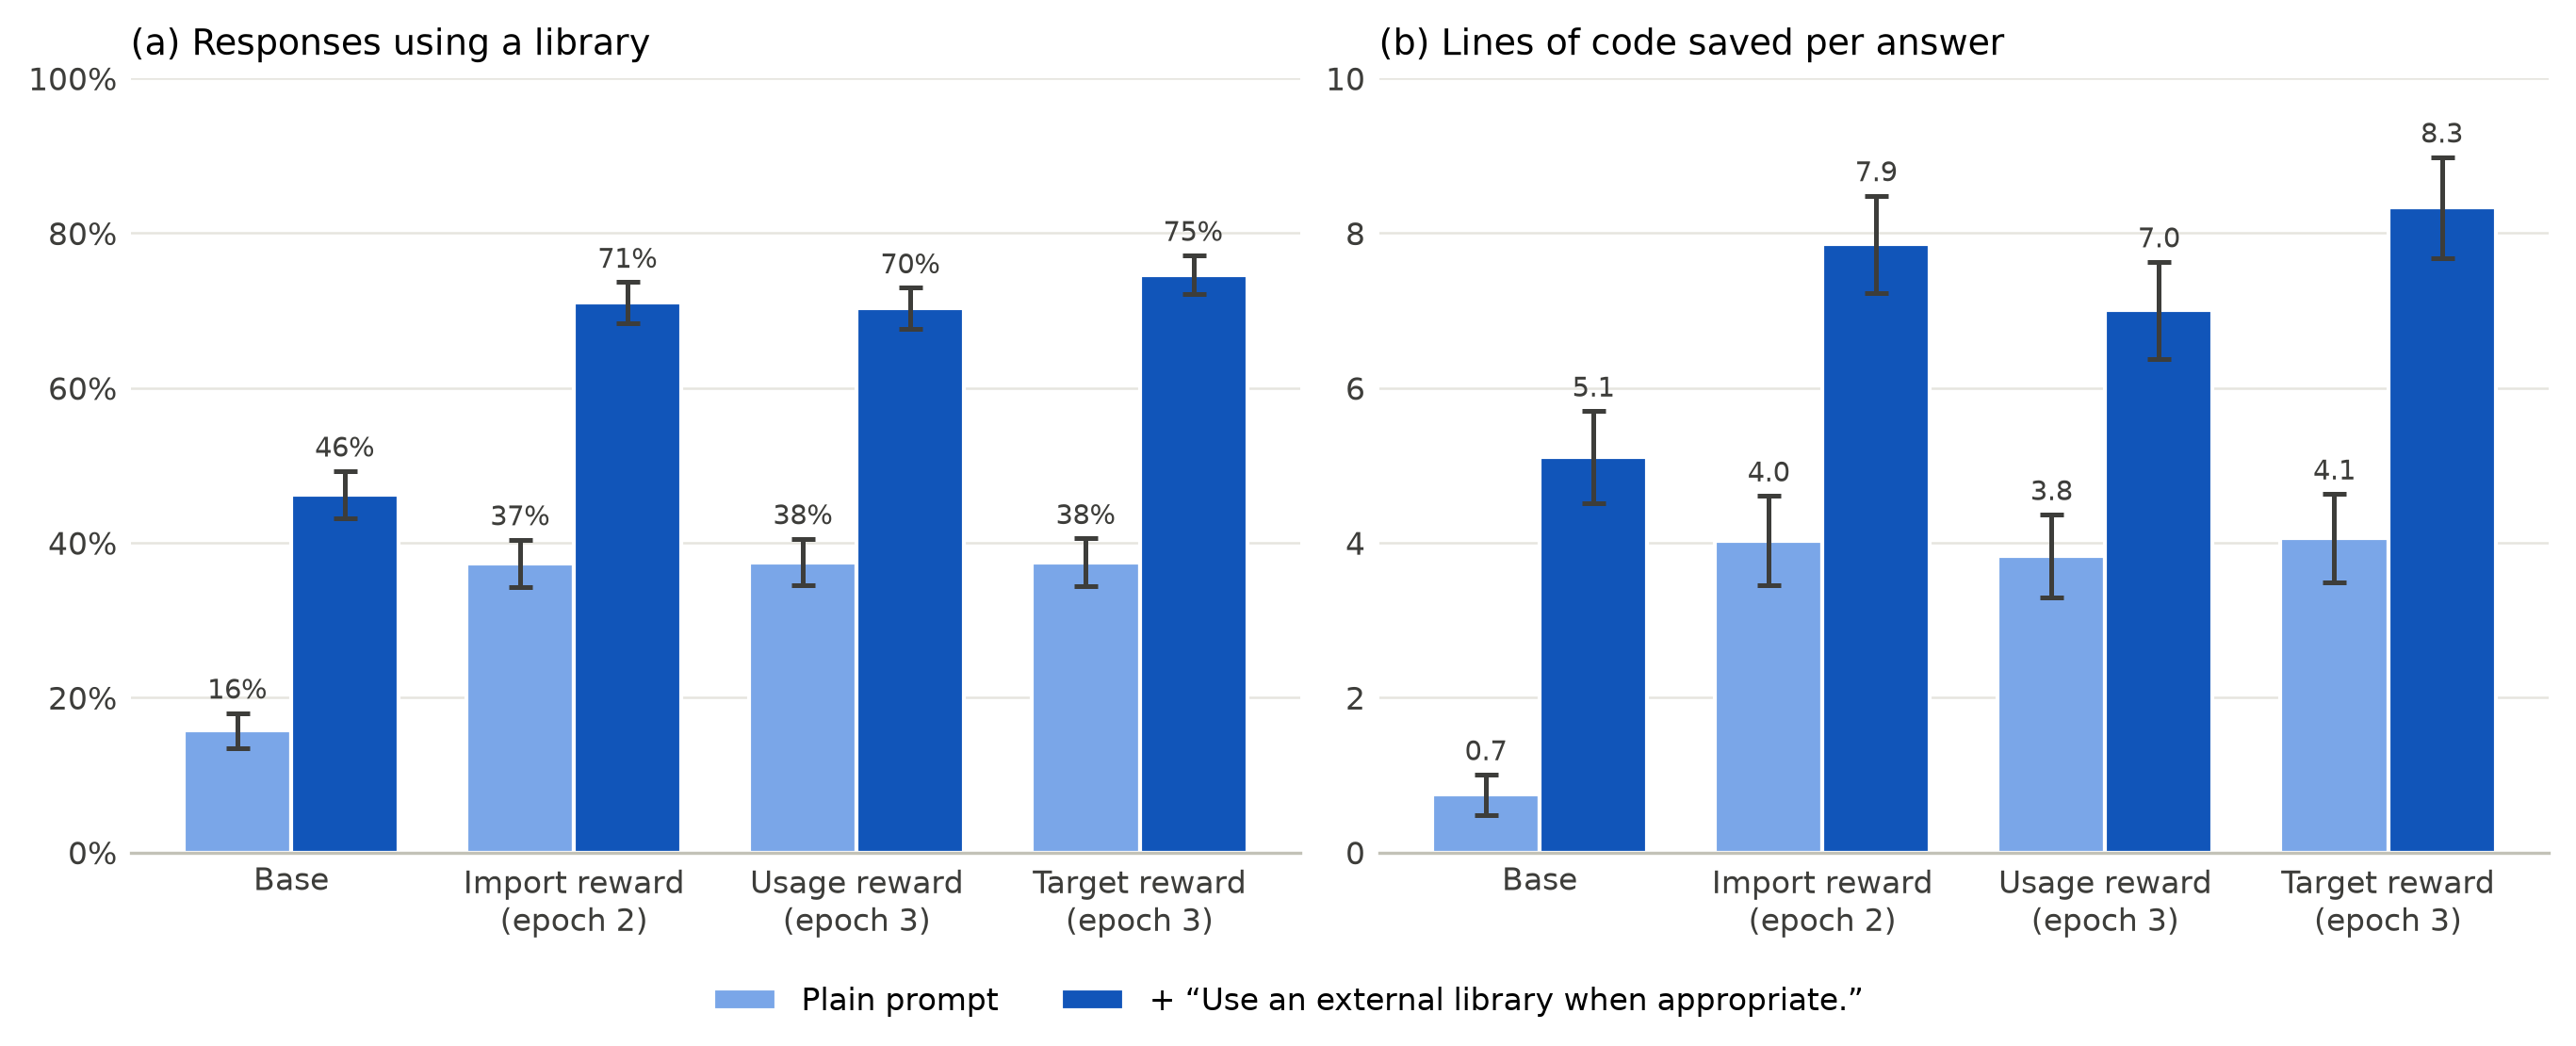 (a) Responses using a library
100%
80%
60%
40%
20%
0%
16%
46%
37%
71%
38%
70%
38%
75%
Base
Import reward
(epoch 2)
Usage reward
(epoch 3)
Target reward
(epoch 3)
(b) Lines of code saved per answer
10
8
6
4
2
0
0.7
5.1
4.0
7.9
3.8
7.0
4.1
8.3
Base
Import reward
(epoch 2)
Usage reward
(epoch 3)
Target reward
(epoch 3)
Plain prompt
+ “Use an external library when appropriate.”